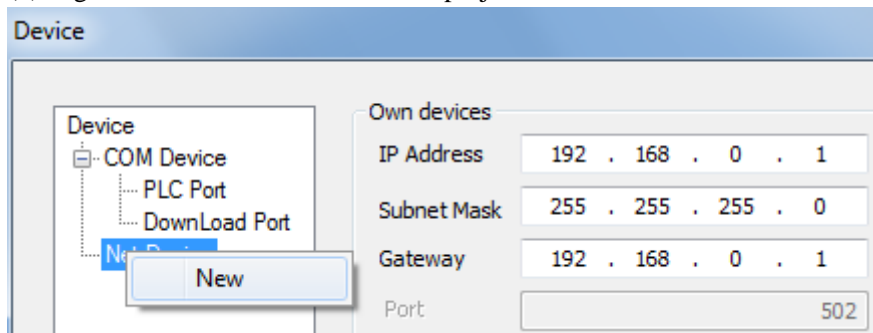 Device
Device
COM Device
PLC Port
DownLoad Port
New
Own devices
IP Address 192 . 168 . 0 . 1
Subnet Mask 255 . 255 . 255 . 0
Gateway 192 . 168 . 0 . 1
Port 502